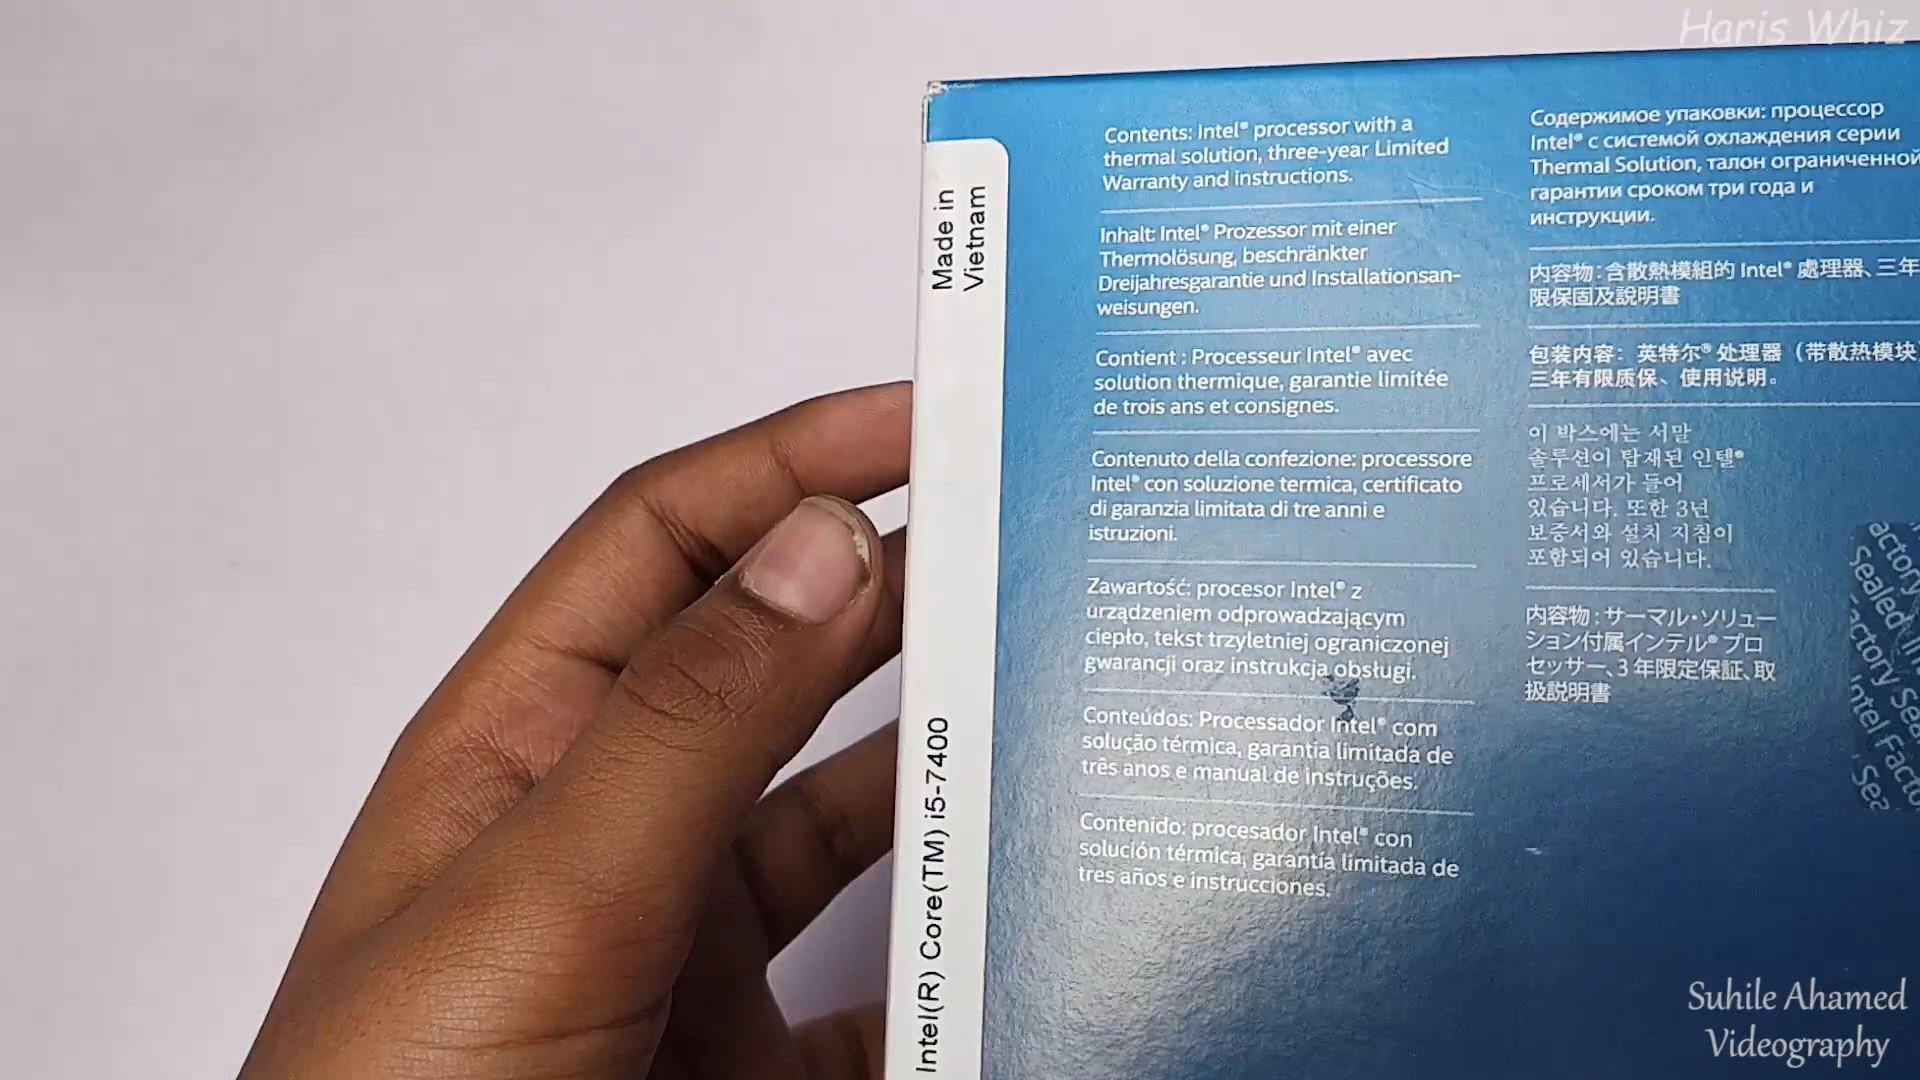 Haris Whiz
Made in
Vietnam
Intel(R) Core(TM) i5-7400
Contents: Intel® processor with a
thermal solution, three-year Limited
Warranty and instructions.
Inhalt: Intel® Prozessor mit einer
Thermolösung, beschränkter
Dreijahresgarantie und Installationsan-
weisungen.
Contient : Processeur Intel® avec
solution thermique, garantie limitée
de trois ans et consignes.
Contenuto della confezione: processore
Intel® con soluzione termica, certificato
di garanzia limitata di tre anni e
istruzioni.
Zawartość: procesor Intel® z
urządzeniem odprowadzającym
ciepło, tekst trzyletniej ograniczonej
gwarancji oraz instrukcja obsługi.
Conteúdos: Processador Intel® com
solução térmica, garantia limitada de
três anos e manual de instruções.
Contenido: procesador Intel® con
solución térmica, garantía limitada de
tres años e instrucciones.
Содержимое упаковки: процессор
Intel® с системой охлаждения серии
Thermal Solution, талон ограниченной
гарантии сроком три года и
инструкции.
内容物：含散熱模組的 Intel® 處理器、三年
限保固及說明書
包装内容：英特尔® 处理器（带散热模块
三年有限质保、使用说明。
이 박스에는 서말
솔루션이 탑재된 인텔®
프로세서가 들어
있습니다. 또한 3년
보증서와 설치 지침이
포함되어 있습니다.
内容物：サーマル・ソリュー
ション付属インテル® プロ
セッサー、3 年限定保証、取
扱説明書
actory
Sealed
actory Sea
Intel Facto
Sea
Suhile Ahamed
Videography